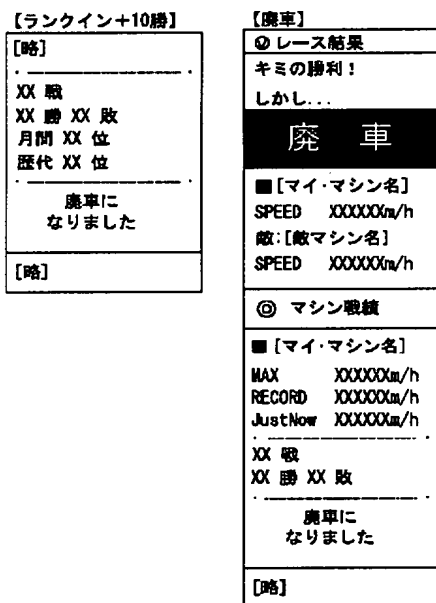 【ランクイン＋10勝】
[略]
XX 戦
XX 勝 XX 敗
月間 XX 位
歴代 XX 位
廃車に
なりました
[略]
【廃車】
レース結果
キミの勝利！
しかし...
廃 車
■[マイ･マシン名]
SPEED XXXXXXm/h
敵:[敵マシン名]
SPEED XXXXXXm/h
◎ マシン戦績
■[マイ･マシン名]
MAX XXXXXXm/h
RECORD XXXXXXm/h
JustNow XXXXXXm/h
XX 戦
XX 勝 XX 敗
廃車に
なりました
[略]